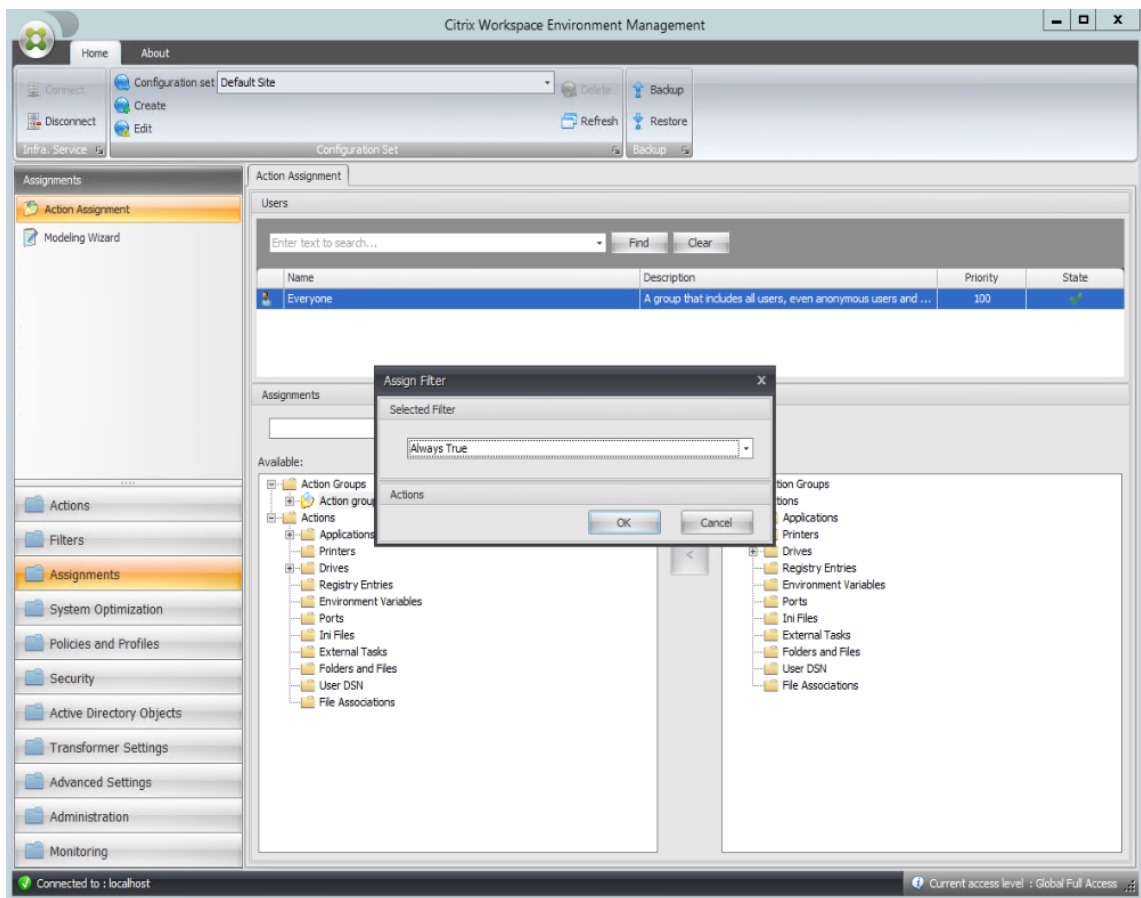 Citrix Workspace Environment Management
Home About
Connect
Disconnect
Infra. Service
Configuration set Default Site
Create
Edit
Delete
Refresh
Configuration Set
Backup
Restore
Backup
Assignments
Action Assignment
Modeling Wizard
Actions
Filters
Assignments
System Optimization
Policies and Profiles
Security
Active Directory Objects
Transformer Settings
Advanced Settings
Administration
Monitoring
Action Assignment
Users
Enter text to search... Find Clear
Name Description Priority State
Everyone A group that includes all users, even anonymous users and ... 100
Assignments
Assign Filter X
Selected Filter
Always True
Actions
OK Cancel
Available:
Action Groups
Action grou
Actions
Applications
Printers
Drives
Registry Entries
Environment Variables
Ports
Ini Files
External Tasks
Folders and Files
User DSN
File Associations
<
tion Groups
tions
Applications
Printers
Drives
Registry Entries
Environment Variables
Ports
Ini Files
External Tasks
Folders and Files
User DSN
File Associations
Connected to : localhost
Current access level : Global Full Access